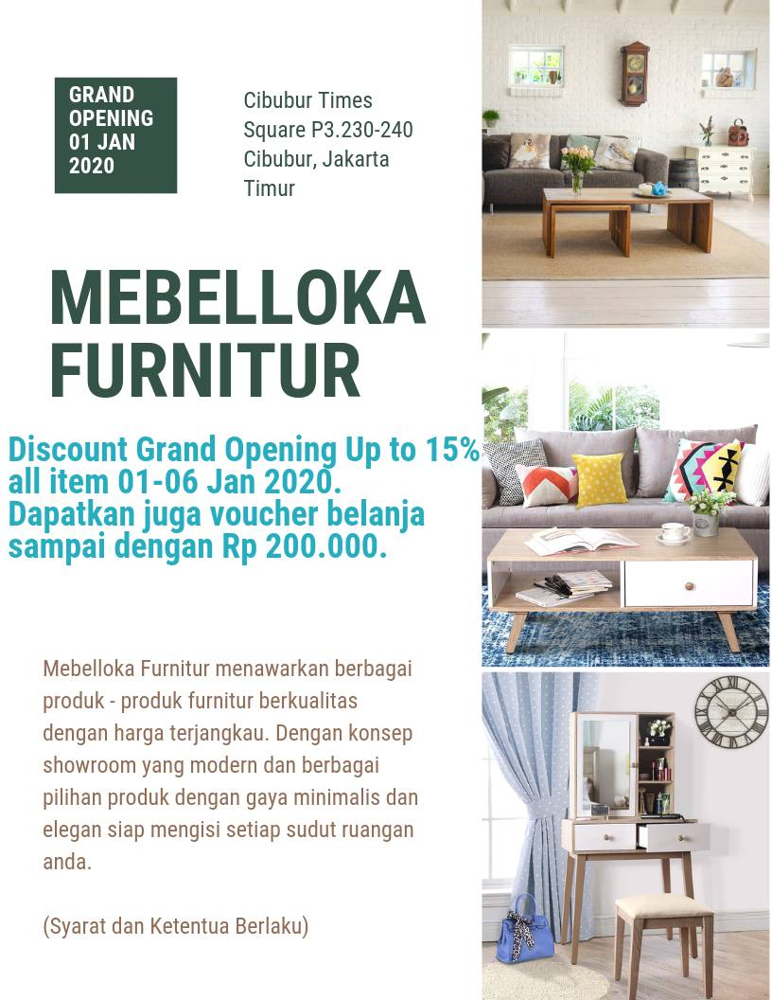 GRAND
OPENING
01 JAN
2020
Cibubur Times
Square P3.230-240
Cibubur, Jakarta
Timur
MEBELLOKA
FURNITUR
Discount Grand Opening Up to 15%
all item 01-06 Jan 2020.
Dapatkan juga voucher belanja
sampai dengan Rp 200.000.
Mebelloka Furnitur menawarkan berbagai
produk - produk furnitur berkualitas
dengan harga terjangkau. Dengan konsep
showroom yang modern dan berbagai
pilihan produk dengan gaya minimalis dan
elegan siap mengisi setiap sudut ruangan
anda.
(Syarat dan Ketentua Berlaku)